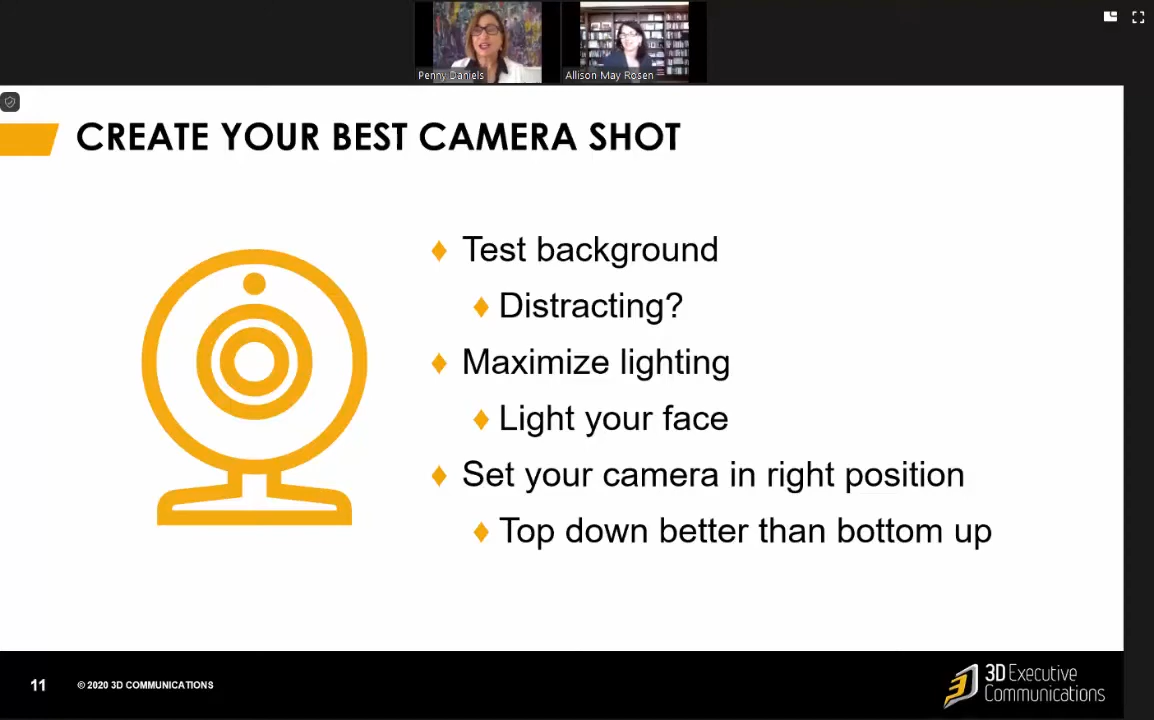 Penny Daniels
Allison May Rosen
CREATE YOUR BEST CAMERA SHOT
♦ Test background
♦ Distracting?
♦ Maximize lighting
♦ Light your face
♦ Set your camera in right position
♦ Top down better than bottom up
11
© 2020 3D COMMUNICATIONS
3D Executive
Communications